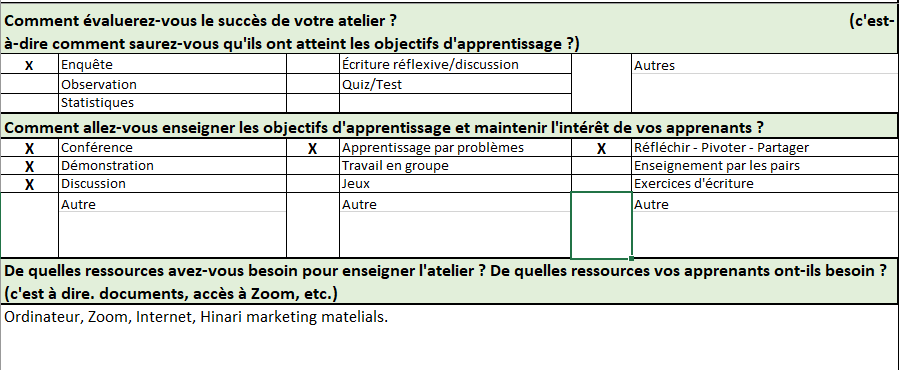 Comment évaluerez-vous le succès de votre atelier ? (c'est-
à-dire comment saurez-vous qu'ils ont atteint les objectifs d'apprentissage ?)
x Enquête Écriture réflexive/discussion Autres
Observation Quiz/Test
Statistiques
Comment allez-vous enseigner les objectifs d'apprentissage et maintenir l'intérêt de vos apprenants ?
X Conférence X Apprentissage par problèmes X Réfléchir - Pivoter - Partager
X Démonstration Travail en groupe Enseignement par les pairs
X Discussion Jeux Exercices d'écriture
Autre Autre Autre
De quelles ressources avez-vous besoin pour enseigner l'atelier ? De quelles ressources vos apprenants ont-ils besoin ?
(c'est à dire. documents, accès à Zoom, etc.)
Ordinateur, Zoom, Internet, Hinari marketing matelials.